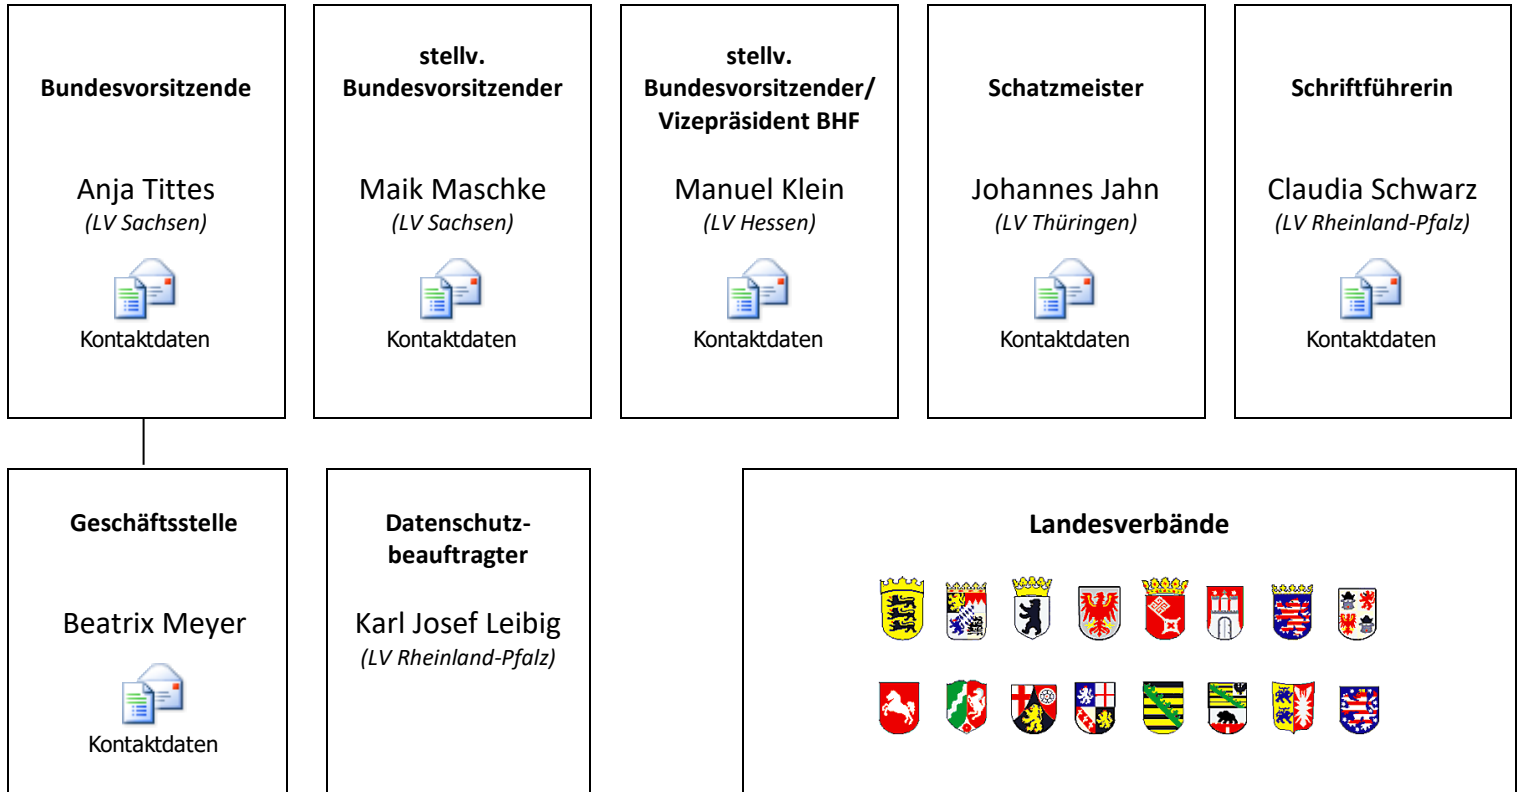 Bundesvorsitzende
Anja Tittes
(LV Sachsen)
Kontaktdaten
stellv.
Bundesvorsitzender
Maik Maschke
(LV Sachsen)
Kontaktdaten
stellv.
Bundesvorsitzender/
Vizepräsident BHF
Manuel Klein
(LV Hessen)
Kontaktdaten
Schatzmeister
Johannes Jahn
(LV Thüringen)
Kontaktdaten
Schriftführerin
Claudia Schwarz
(LV Rheinland-Pfalz)
Kontaktdaten
Geschäftsstelle
Beatrix Meyer
Kontaktdaten
Datenschutz-
beauftragter
Karl Josef Leibig
(LV Rheinland-Pfalz)
Landesverbände